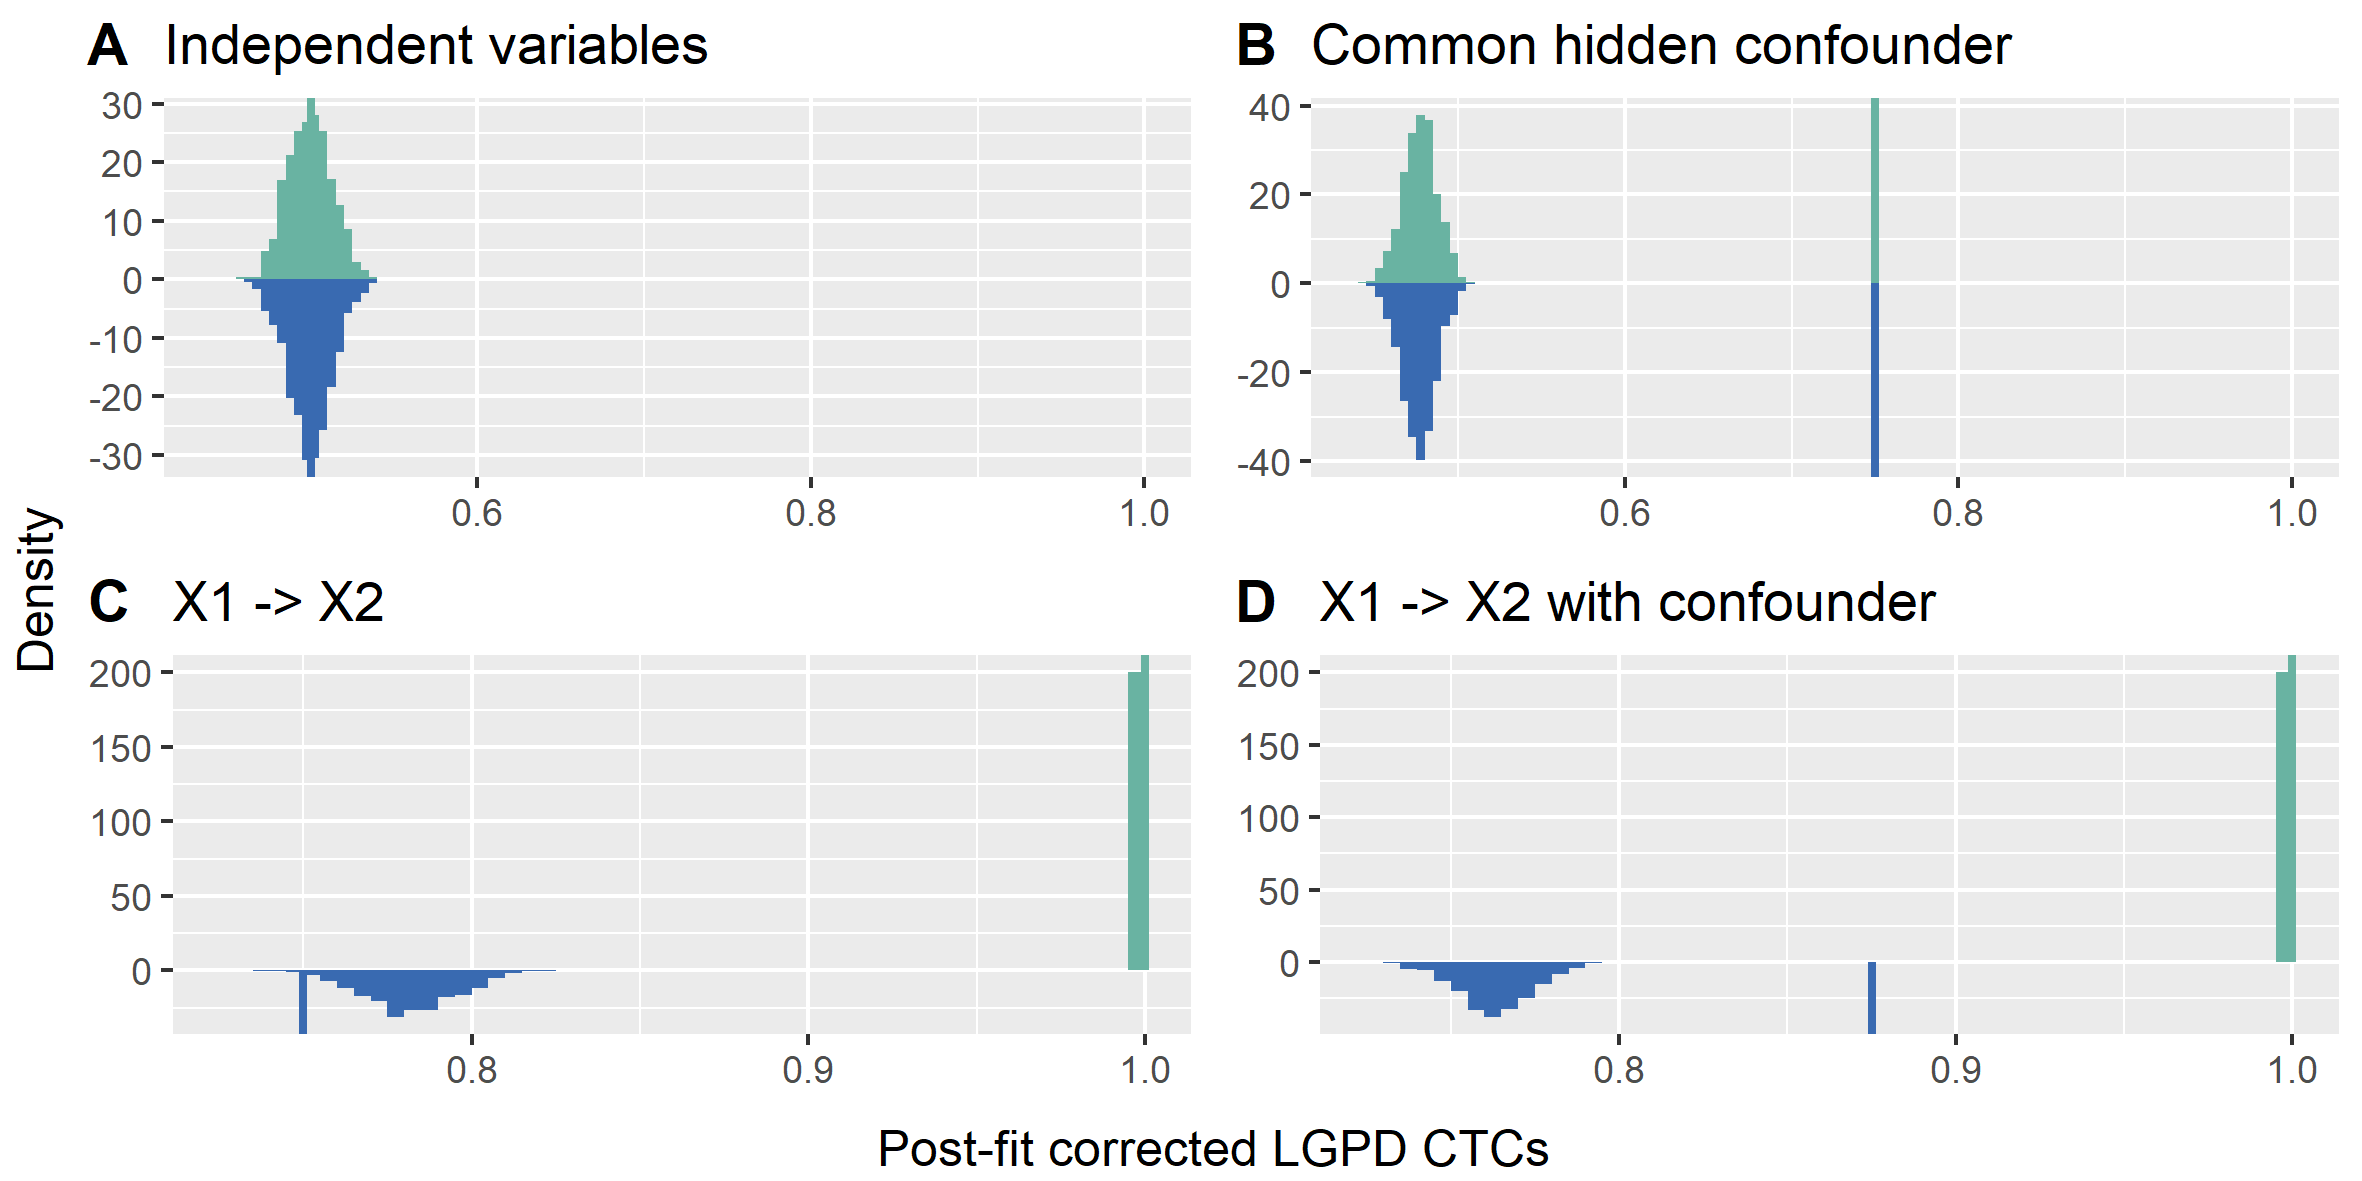 A Independent variables
30
20
10
0
-10
-20
-30
0.6 0.8 1.0
B Common hidden confounder
40
20
0
-20
-40
0.6 0.8 1.0
Density
C X1 -> X2
200
150
100
50
0
0.8 0.9 1.0
D X1 -> X2 with confounder
200
150
100
50
0
0.8 0.9 1.0
Post-fit corrected LGPD CTCs